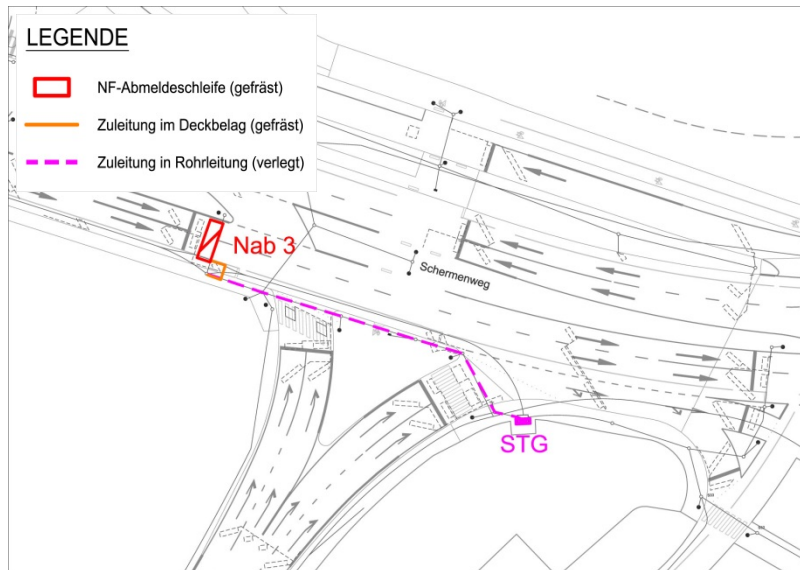 LEGENDE
NF-Abmeldeschleife (gefräst)
Zuleitung im Deckbelag (gefräst)
Zuleitung in Rohrleitung (verlegt)
Nab 3
Schermenweg
STG